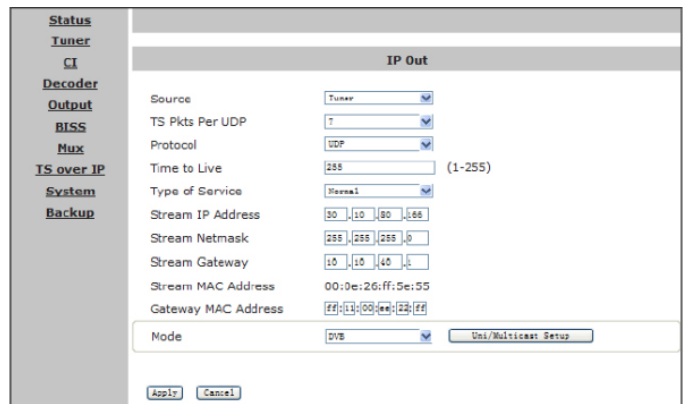 Status
Tuner
CI
Decoder
Output
BISS
Mux
TS over IP
System
Backup
IP Out
Source Tuner
TS Pkts Per UDP 7
Protocol UDP
Time to Live 255 (1-255)
Type of Service Normal
Stream IP Address 30 . 10 . 80 . 166
Stream Netmask 255 . 255 . 255 . 0
Stream Gateway 10 . 10 . 40 . 1
Stream MAC Address 00:0e:26:ff:5e:55
Gateway MAC Address ff:11:00:ee:22:ff
Mode DVB Uni/Multicast Setup
Apply Cancel